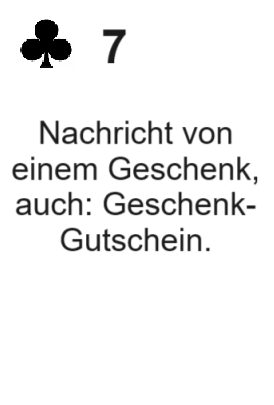 ♣ 7
Nachricht von
einem Geschenk,
auch: Geschenk-
Gutschein.